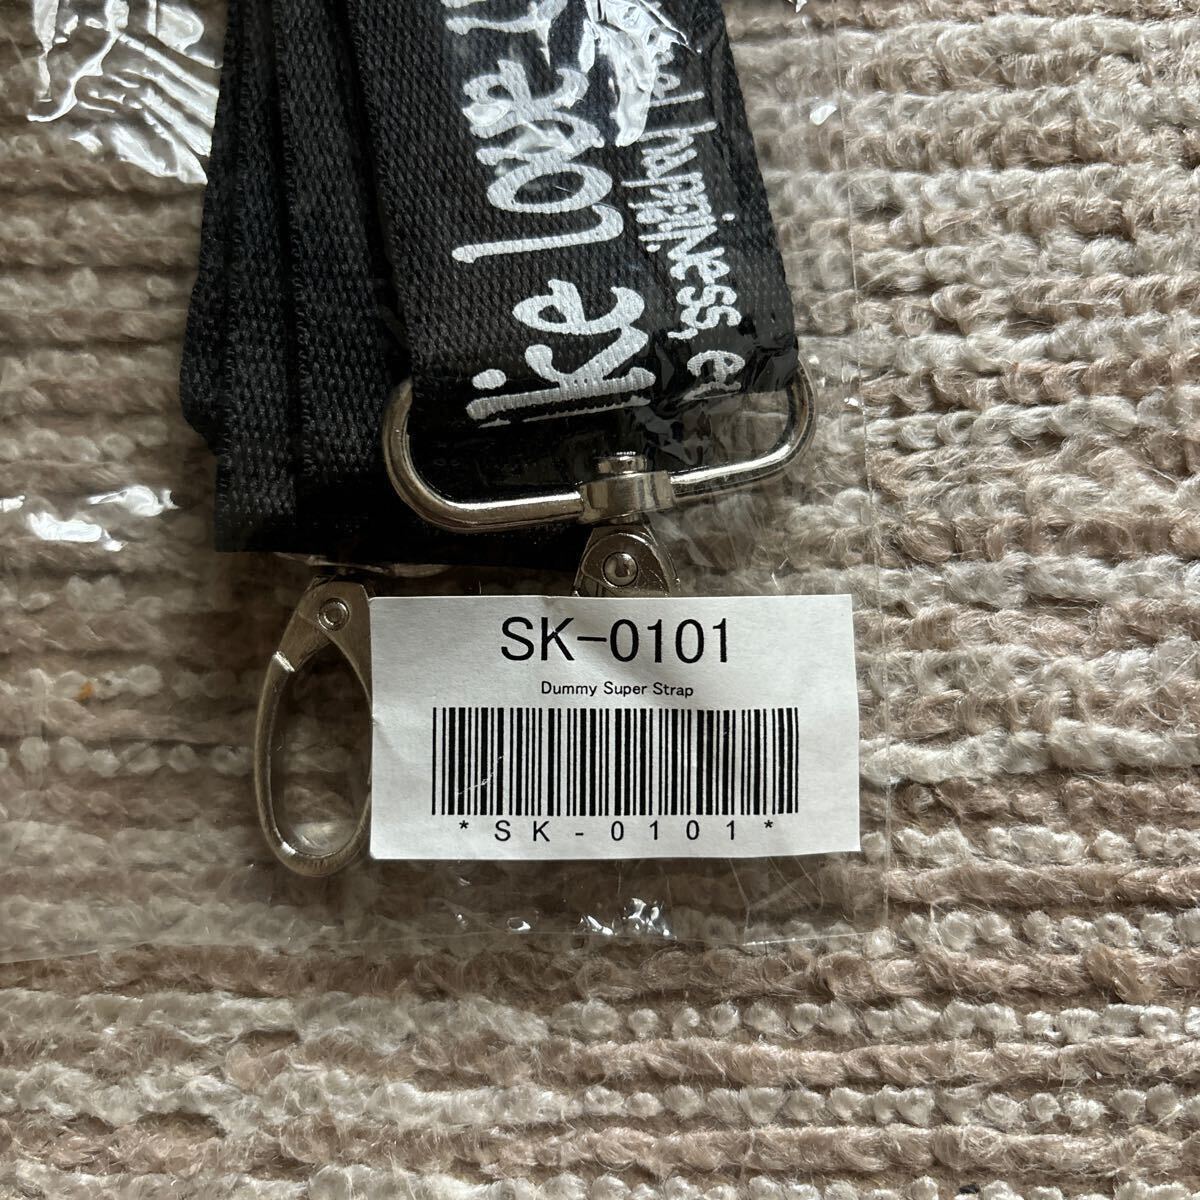 ike love
happiness,
SK-0101
Dummy Super Strap
*SK-0101*